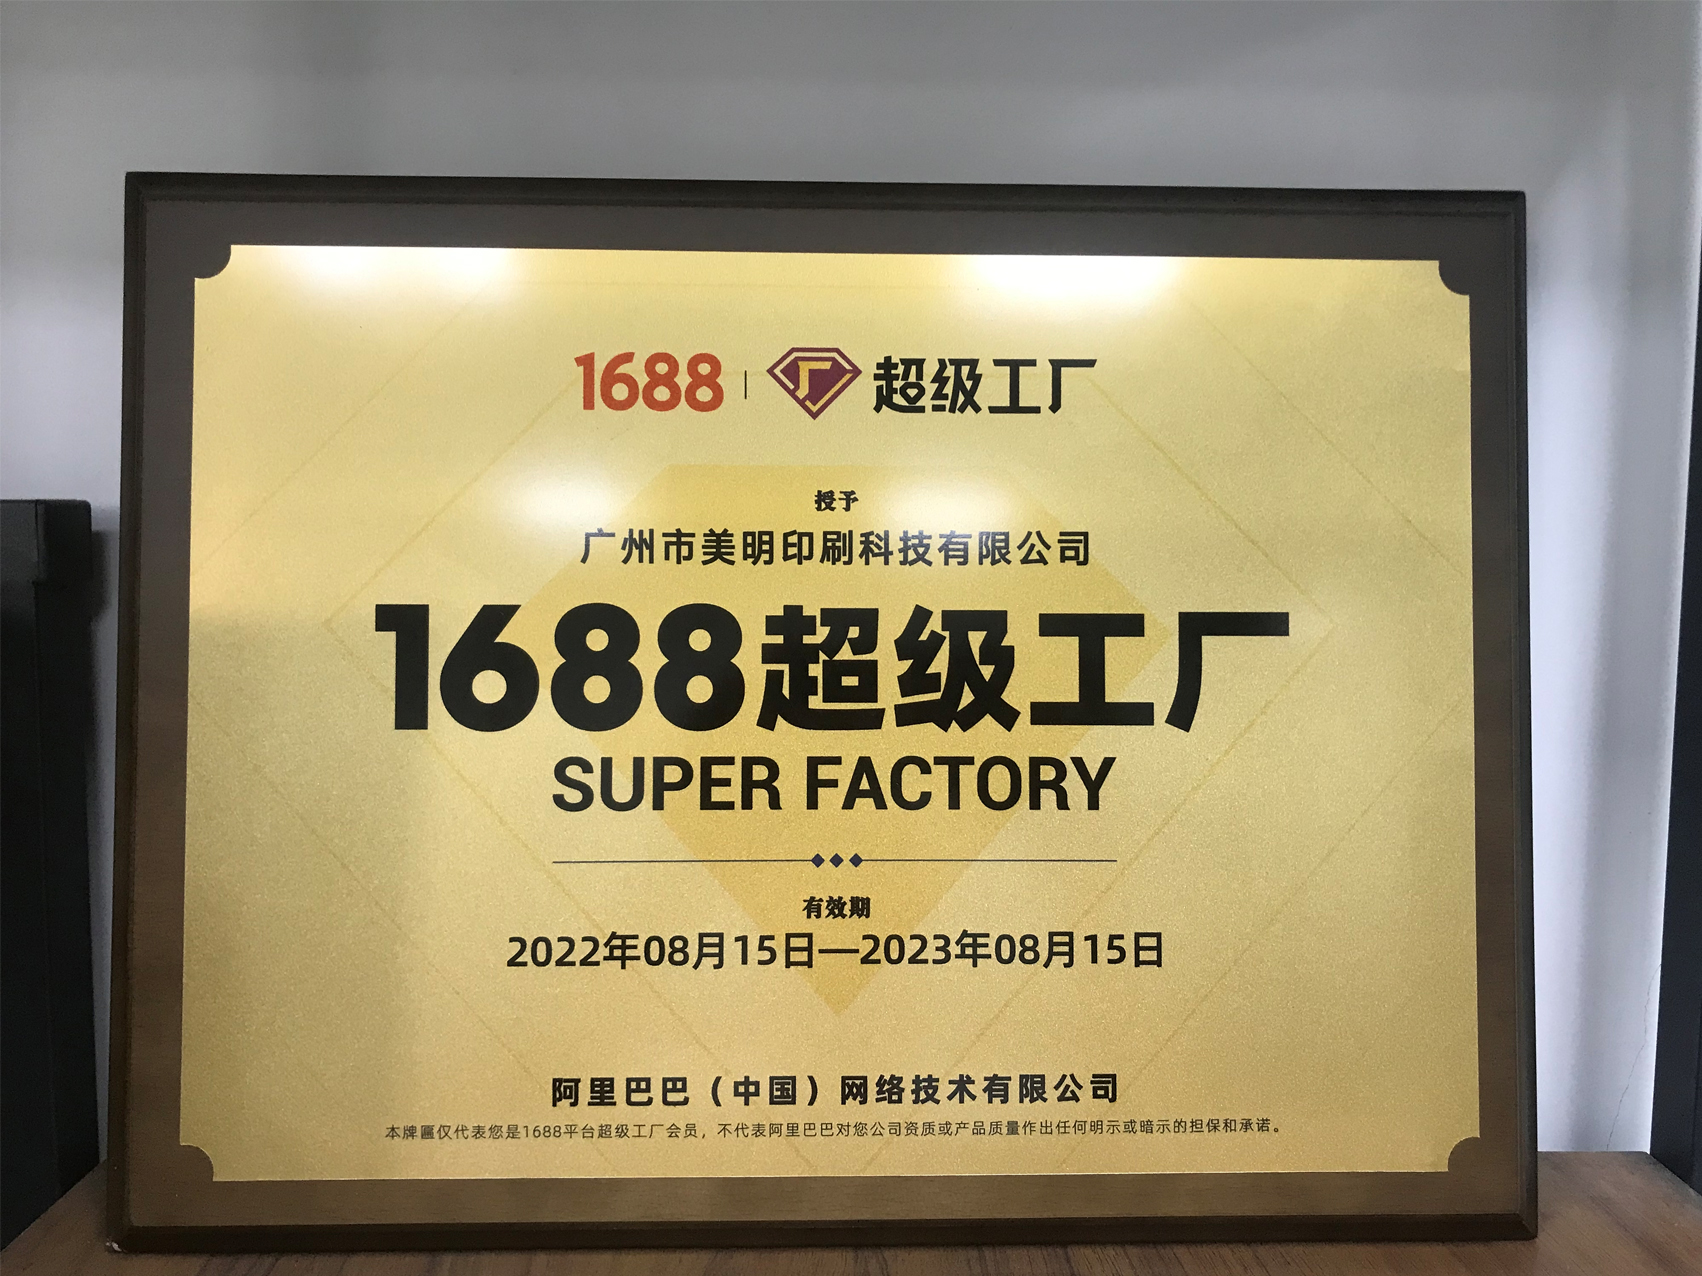 1688 | 超级工厂
授予
广州市美明印刷科技有限公司
1688超级工厂
SUPER FACTORY
有效期
2022年08月15日—2023年08月15日
阿里巴巴（中国）网络技术有限公司
本牌匾仅代表您是1688平台超级工厂会员，不代表阿里巴巴对您公司资质或产品质量作出任何明示或暗示的担保和承诺。